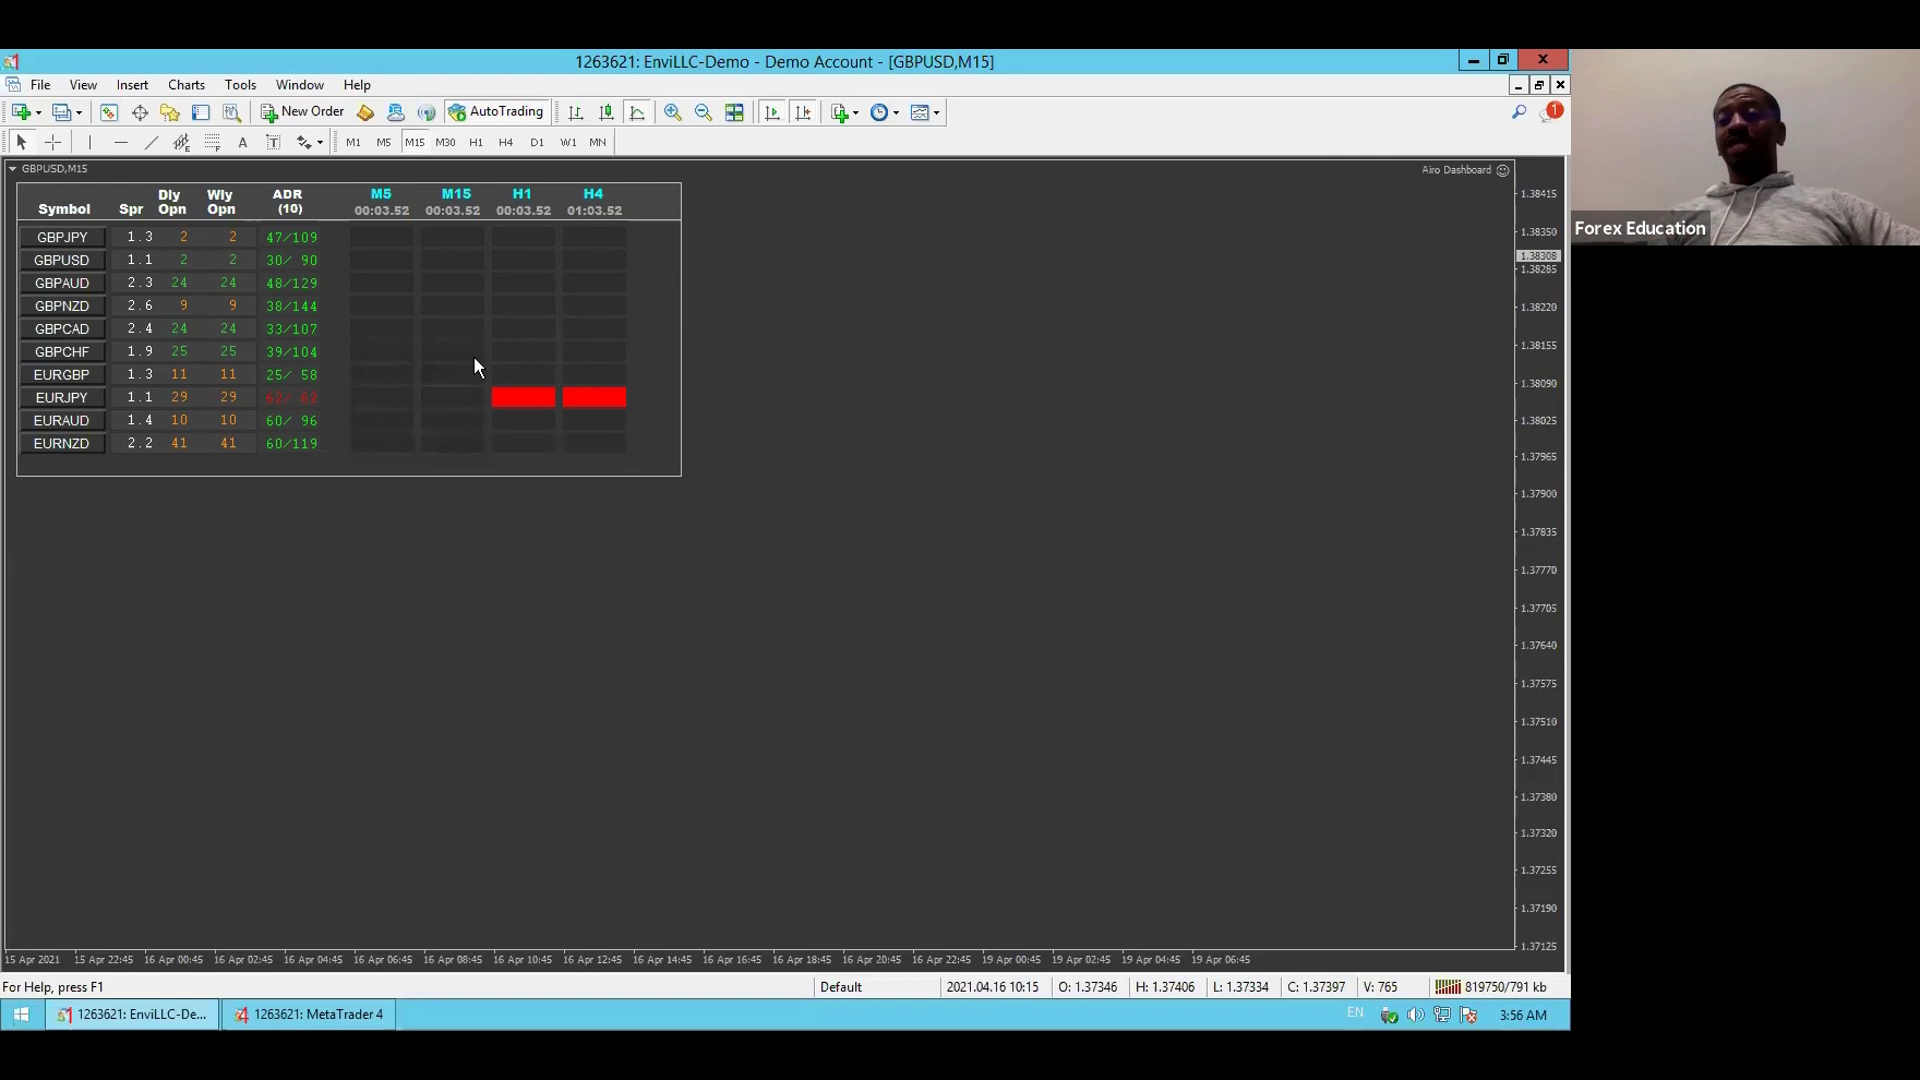 1263621: EnviLLC-Demo - Demo Account - [GBPUSD,M15]
File View Insert Charts Tools Window Help
New Order AutoTrading 1
A T M1 M5 M15 M30 H1 H4 D1 W1 MN
GBPUSD,M15 Airo Dashboard
Symbol Spr Dly Opn Wly Opn ADR (10) M5 00:03.52 M15 00:03.52 H1 00:03.52 H4 01:03.52
GBPJPY 1.3 2 2 47/109
GBPUSD 1.1 2 2 30/ 90
GBPAUD 2.3 24 24 48/129
GBPNZD 2.6 9 9 38/144
GBPCAD 2.4 24 24 33/107
GBPCHF 1.9 25 25 39/104
EURGBP 1.3 11 11 25/ 58
EURJPY 1.1 29 29 62/ 62
EURAUD 1.4 10 10 60/ 96
EURNZD 2.2 41 41 60/119
1.38415
1.38350
1.38308
1.38285
1.38220
1.38155
1.38090
1.38025
1.37965
1.37900
1.37835
1.37770
1.37705
1.37640
1.37575
1.37510
1.37445
1.37380
1.37320
1.37255
1.37190
1.37125
15 Apr 2021 15 Apr 22:45 16 Apr 00:45 16 Apr 02:45 16 Apr 04:45 16 Apr 06:45 16 Apr 08:45 16 Apr 10:45 16 Apr 12:45 16 Apr 14:45 16 Apr 16:45 16 Apr 18:45 16 Apr 20:45 16 Apr 22:45 19 Apr 00:45 19 Apr 02:45 19 Apr 04:45 19 Apr 06:45
For Help, press F1 Default 2021.04.16 10:15 O: 1.37346 H: 1.37406 L: 1.37334 C: 1.37397 V: 765 819750/791 kb
1263621: EnviLLC-De... 1263621: MetaTrader 4 EN 3:56 AM
Forex Education